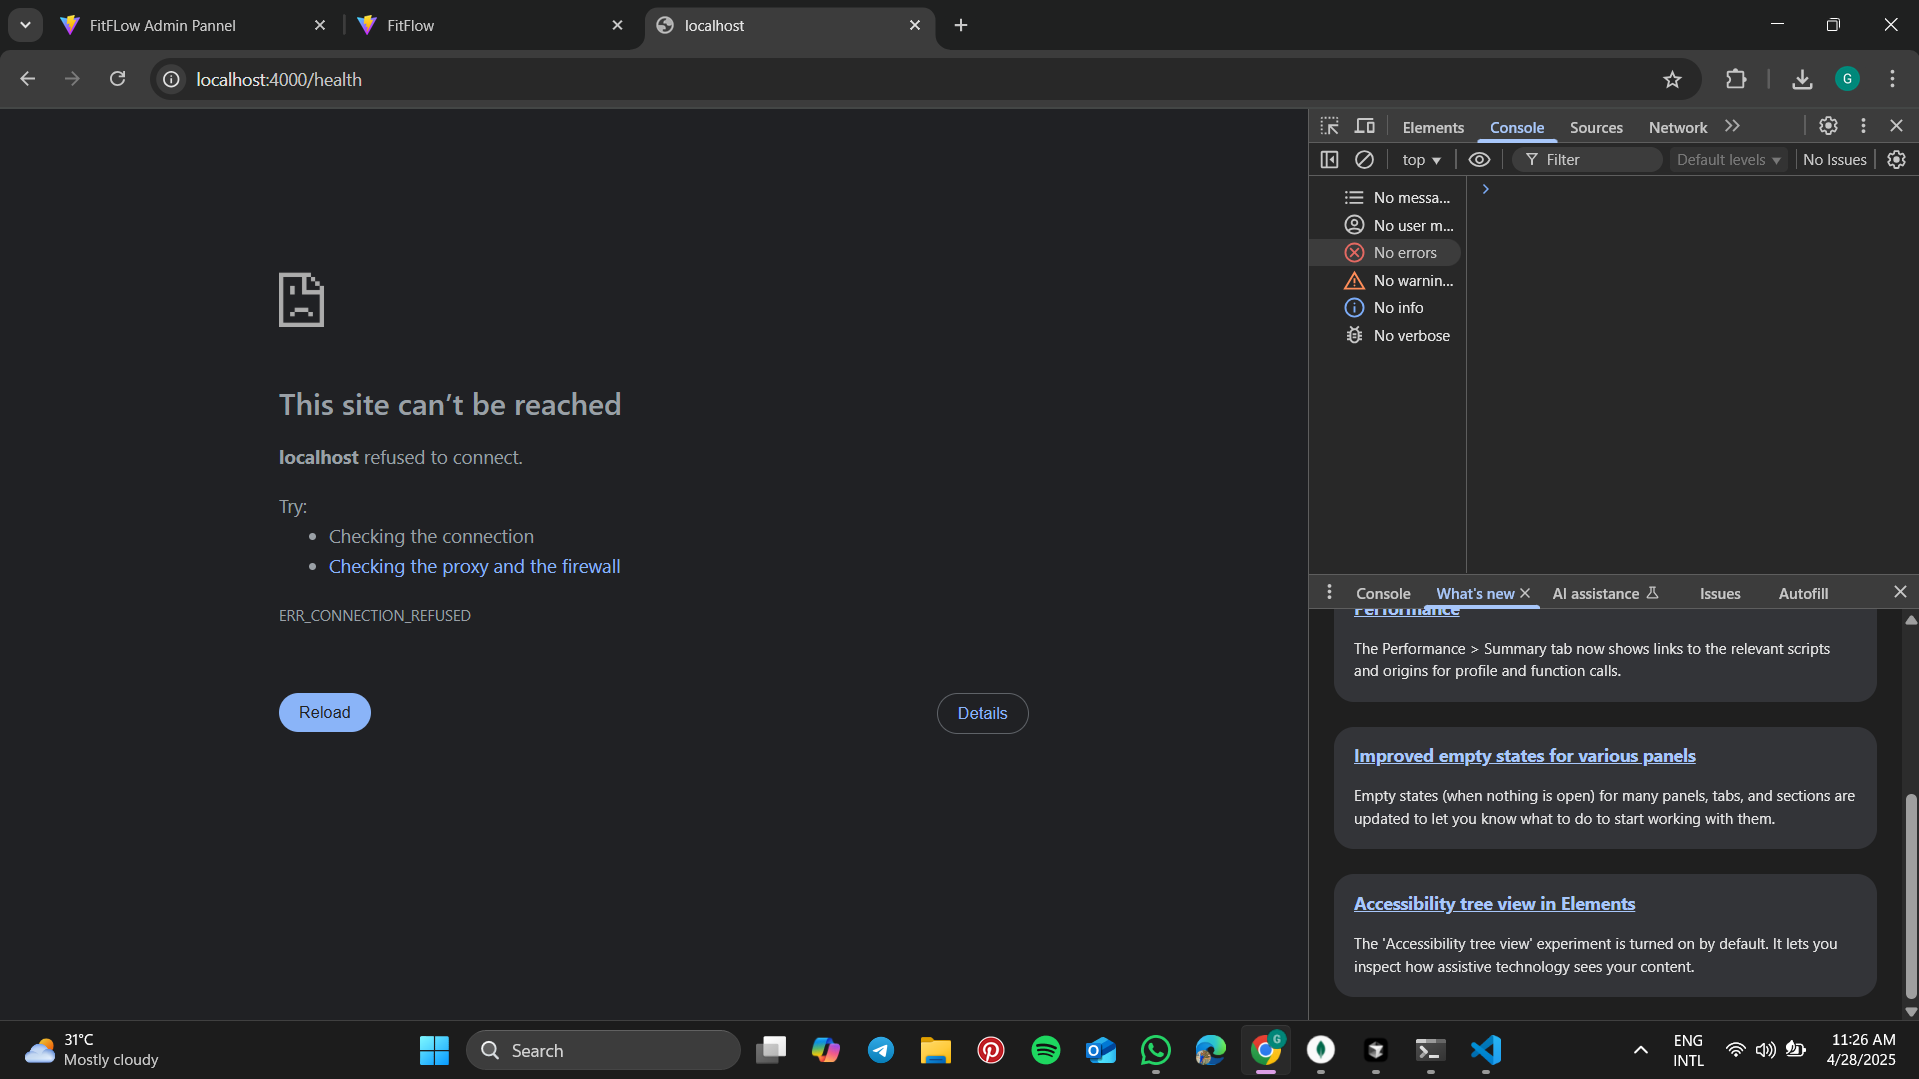 FitFLow Admin Pannel
FitFlow
localhost
localhost:4000/health
G
Elements
Console
Sources
Network
top
Filter
Default levels
No Issues
No messa...
No user m...
No errors
No warnin...
No info
No verbose
This site can’t be reached
localhost refused to connect.
Try:
Checking the connection
Checking the proxy and the firewall
ERR_CONNECTION_REFUSED
Reload
Details
Console
What's new
AI assistance
Issues
Autofill
Performance
The Performance > Summary tab now shows links to the relevant scripts
and origins for profile and function calls.
Improved empty states for various panels
Empty states (when nothing is open) for many panels, tabs, and sections are
updated to let you know what to do to start working with them.
Accessibility tree view in Elements
The 'Accessibility tree view' experiment is turned on by default. It lets you
inspect how assistive technology sees your content.
31°C
Mostly cloudy
Search
G
ENG
INTL
11:26 AM
4/28/2025